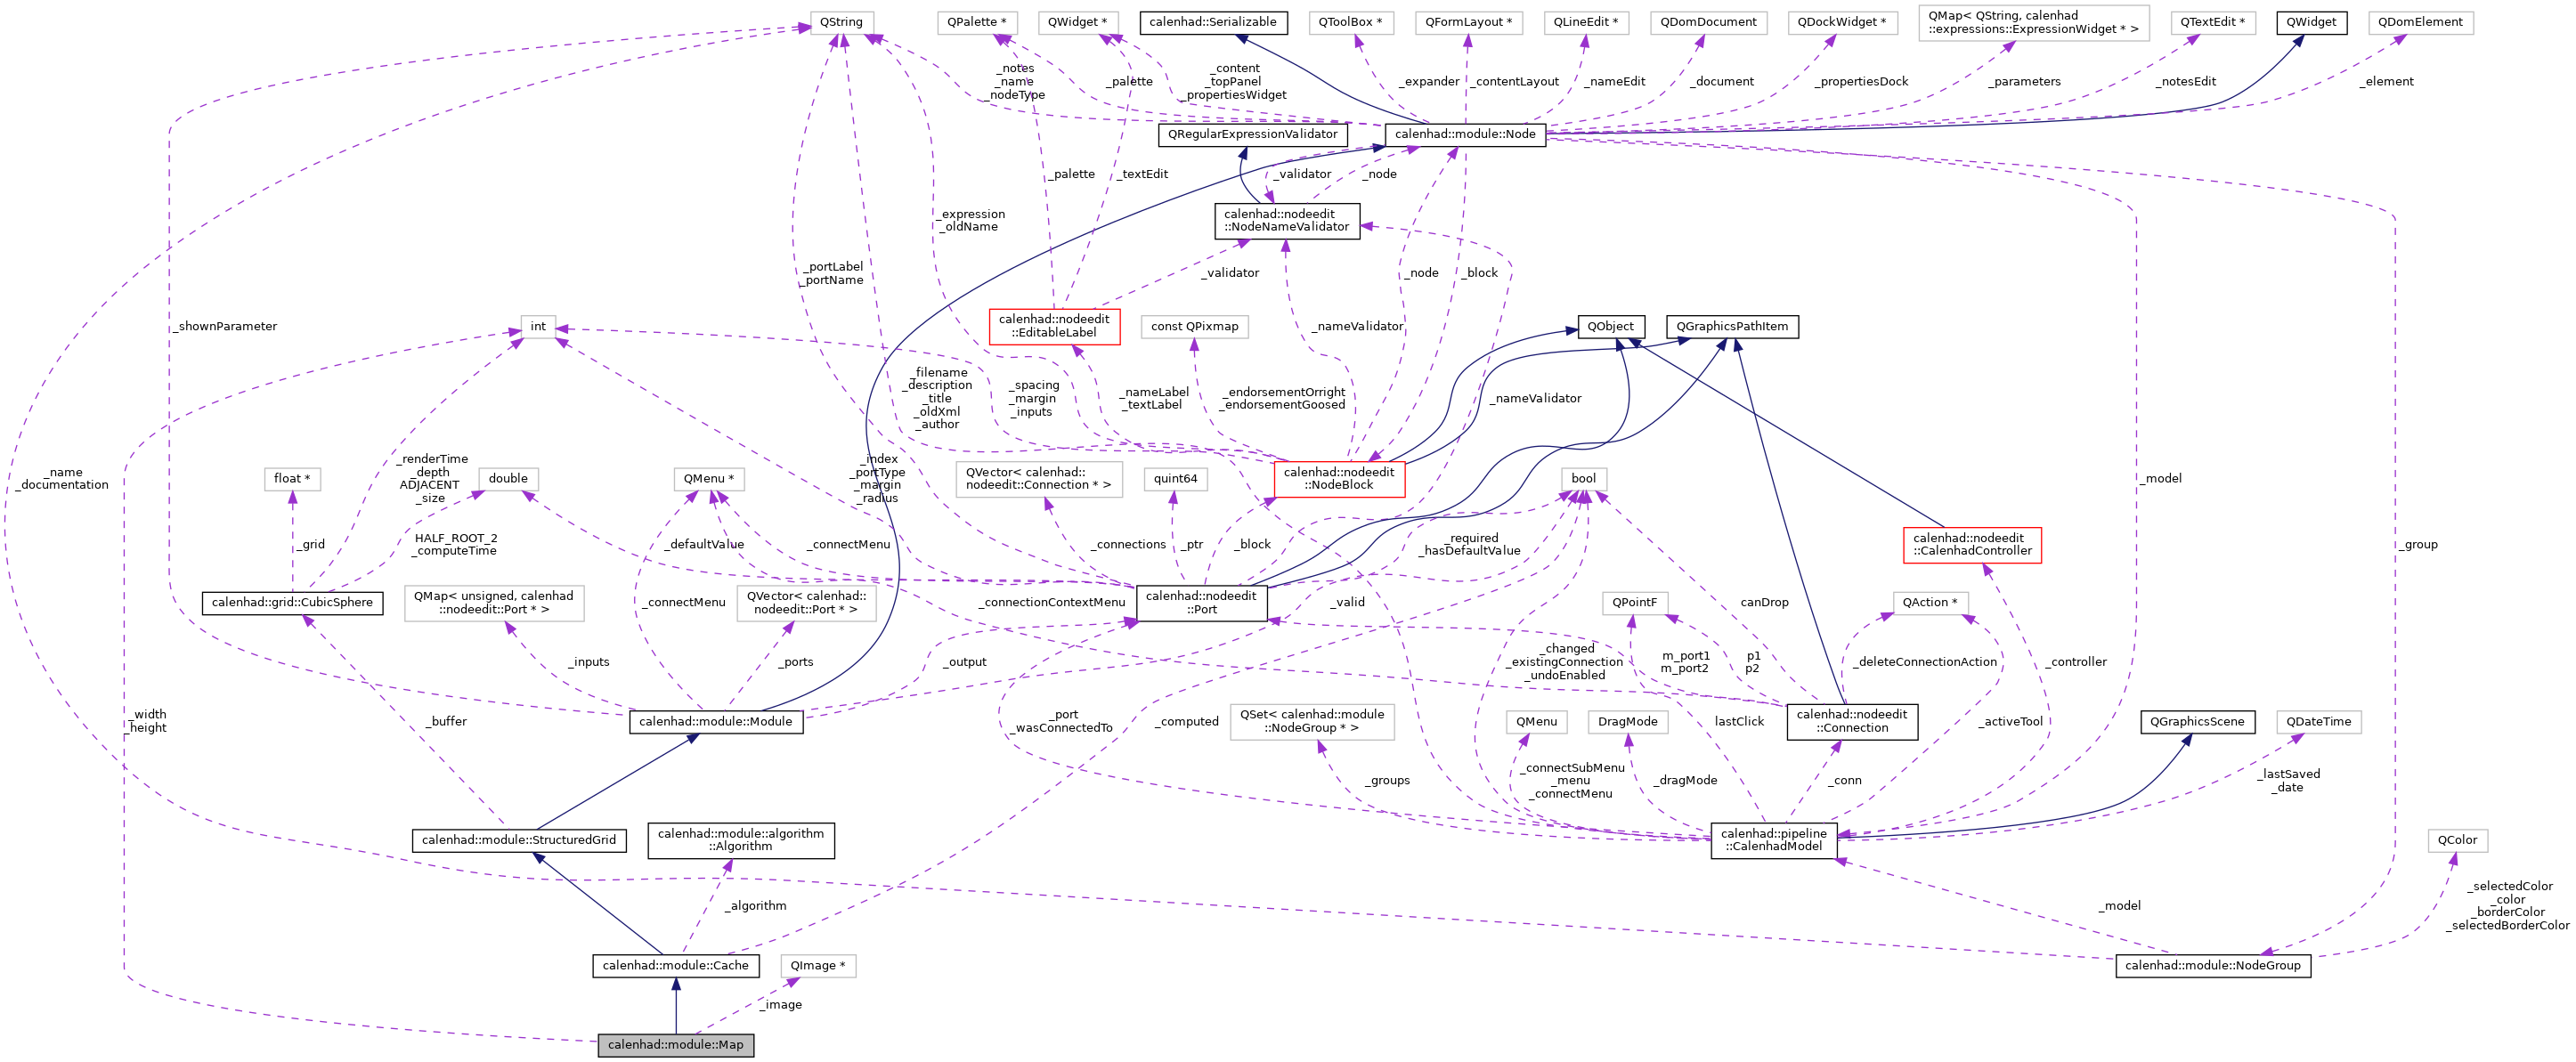 QString
QPalette *
QWidget *
calenhad::Serializable
QToolBox *
QFormLayout *
QLineEdit *
QDomDocument
QDockWidget *
QMap< QString, calenhad
::expressions::ExpressionWidget * >
QTextEdit *
QWidget
QDomElement
_notes
_name
_nodeType
_palette
_content
_topPanel
_propertiesWidget
_expander
_contentLayout
_nameEdit
_document
_propertiesDock
_parameters
_notesEdit
_element
QRegularExpressionValidator
calenhad::module::Node
_palette
_textEdit
_validator
_node
calenhad::nodeedit
::NodeNameValidator
_expression
_oldName
_portLabel
_portName
_validator
_node
_block
_shownParameter
int
calenhad::nodeedit
::EditableLabel
const QPixmap
_nameValidator
QObject
QGraphicsPathItem
_filename
_description
_title
_oldXml
_author
_spacing
_margin
_inputs
_nameLabel
_textLabel
_endorsementOrright
_endorsementGoosed
_nameValidator
_name
_documentation
float *
_renderTime
_depth
ADJACENT
_size
double
QMenu *
_index
_portType
_margin
_radius
QVector< calenhad::
nodeedit::Connection * >
quint64
calenhad::nodeedit
::NodeBlock
bool
_model
_grid
HALF_ROOT_2
_computeTime
_defaultValue
_connectMenu
_connections
_ptr
_block
_required
_hasDefaultValue
calenhad::nodeedit
::CalenhadController
_group
calenhad::grid::CubicSphere
QMap< unsigned, calenhad
::nodeedit::Port * >
_connectMenu
QVector< calenhad::
nodeedit::Port * >
_connectionContextMenu
calenhad::nodeedit
::Port
_valid
QPointF
canDrop
QAction *
_inputs
_ports
_output
_changed
_existingConnection
_undoEnabled
m_port1
m_port2
p1
p2
_deleteConnectionAction
_controller
_width
_height
_buffer
calenhad::module::Module
_port
_wasConnectedTo
_computed
QSet< calenhad::module
::NodeGroup * >
QMenu
DragMode
lastClick
calenhad::nodeedit
::Connection
_activeTool
QGraphicsScene
QDateTime
_groups
_connectSubMenu
_menu
_connectMenu
_dragMode
_conn
_lastSaved
_date
calenhad::module::StructuredGrid
calenhad::module::algorithm
::Algorithm
calenhad::pipeline
::CalenhadModel
QColor
_algorithm
_model
_selectedColor
_color
_borderColor
_selectedBorderColor
calenhad::module::Cache
QImage *
calenhad::module::NodeGroup
_image
calenhad::module::Map